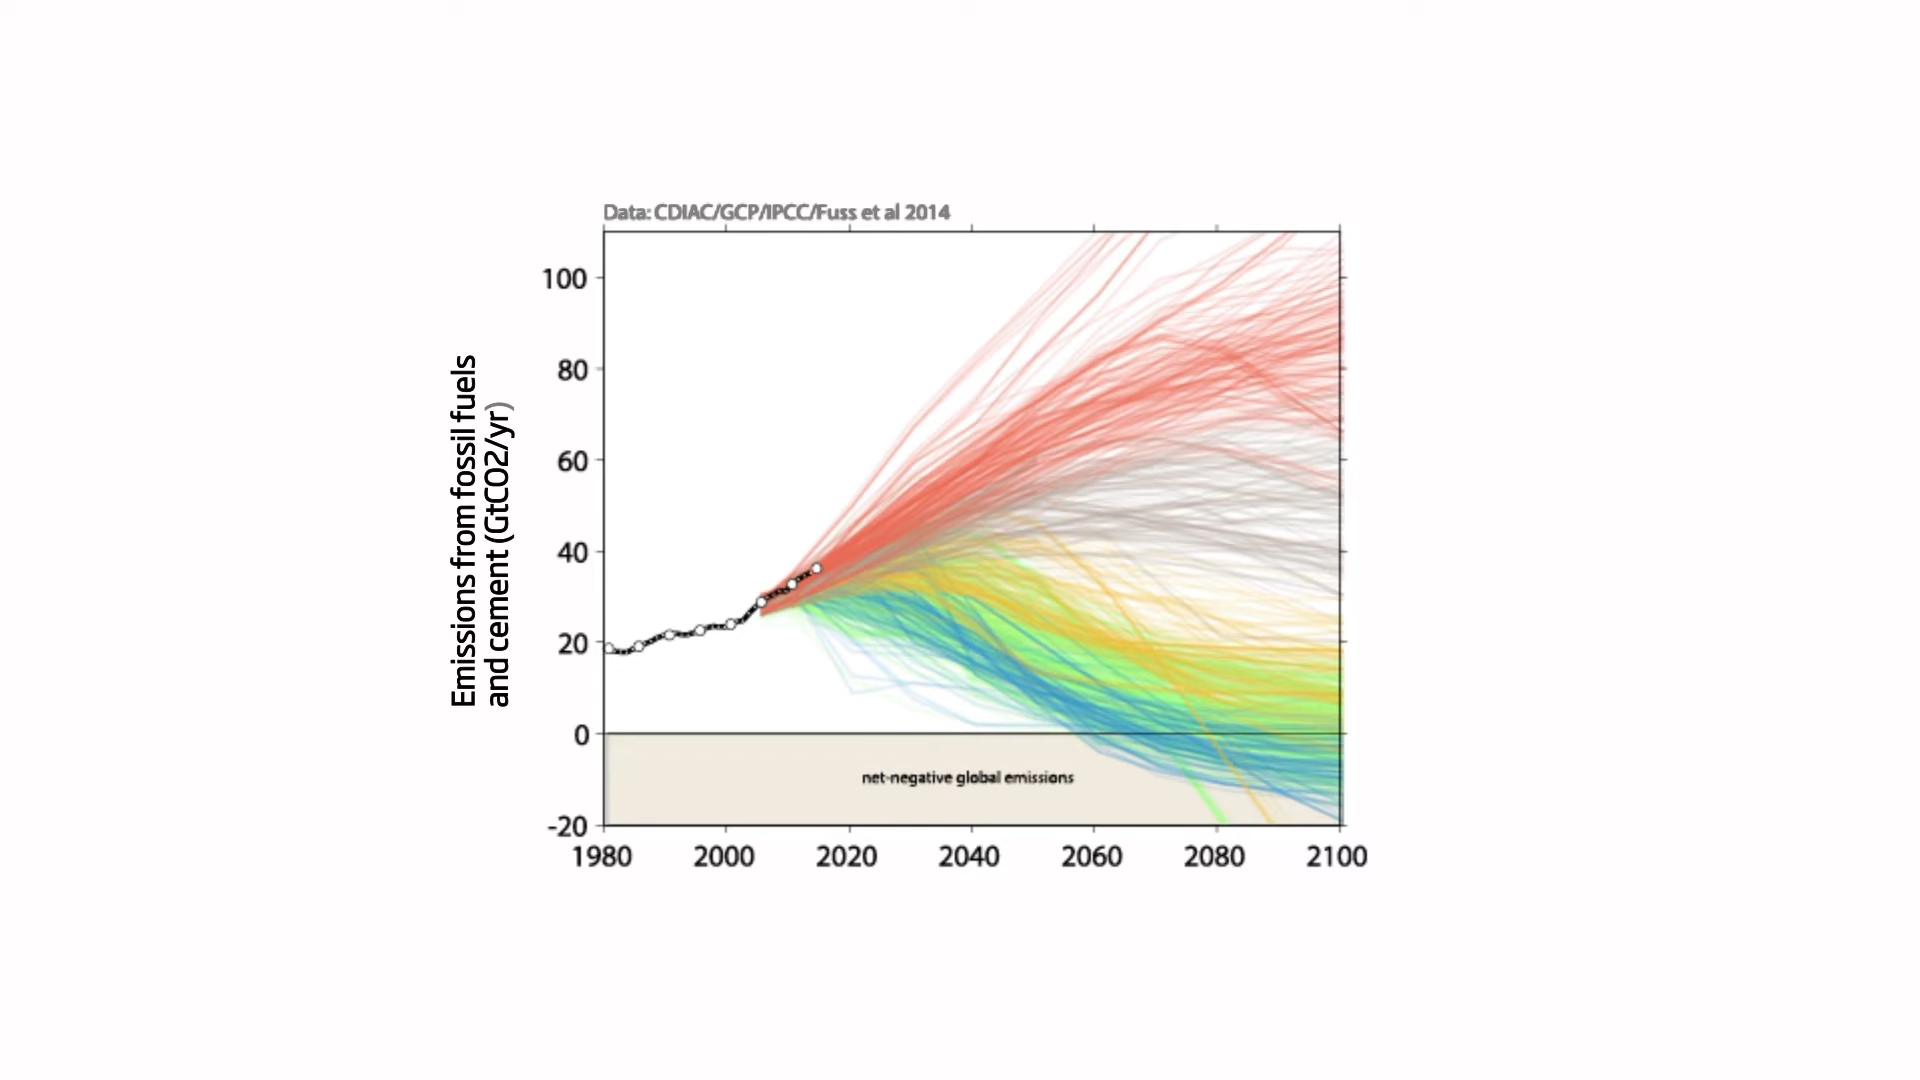 Data: CDIAC/GCP/IPCC/Fuss et al 2014
Emissions from fossil fuels
and cement (GtCO2/yr)
100
80
60
40
20
0
-20
net-negative global emissions
1980 2000 2020 2040 2060 2080 2100